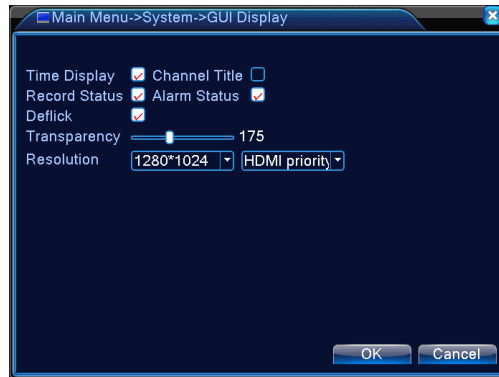 Main Menu->System->GUI Display
Time Display Channel Title
Record Status Alarm Status
Deflick
Transparency 175
Resolution 1280*1024 HDMI priority
OK Cancel